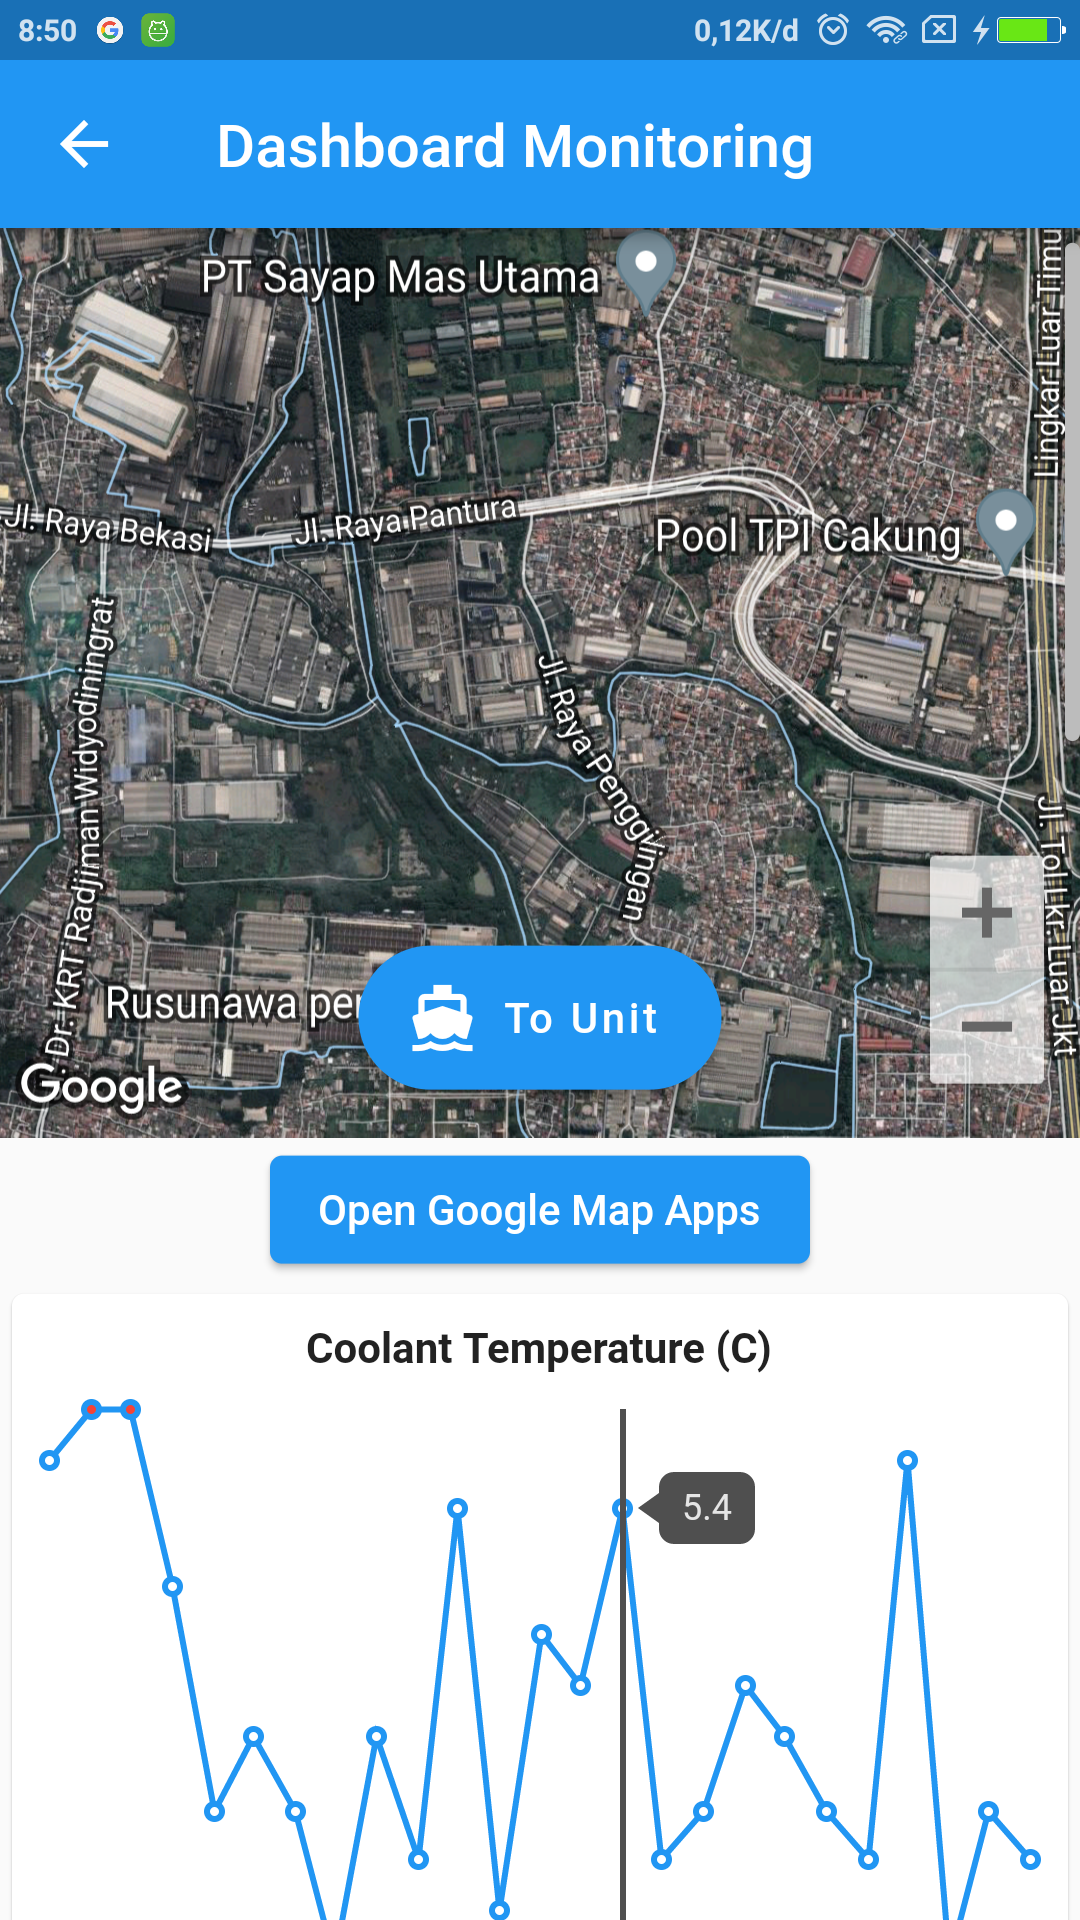 8:50
0,12K/d
Dashboard Monitoring
PT Sayap Mas Utama
Lingkar Luar Timu
Jl. Raya Bekasi
Jl. Raya Pantura
Pool TPI Cakung
Dr. KRT Radjiman Widyodiningrat
Jl. Raya Penggilingan
Jl. Tol Lkr. Luar Jkt
Rusunawa per
To Unit
Google
Open Google Map Apps
Coolant Temperature (C)
5.4